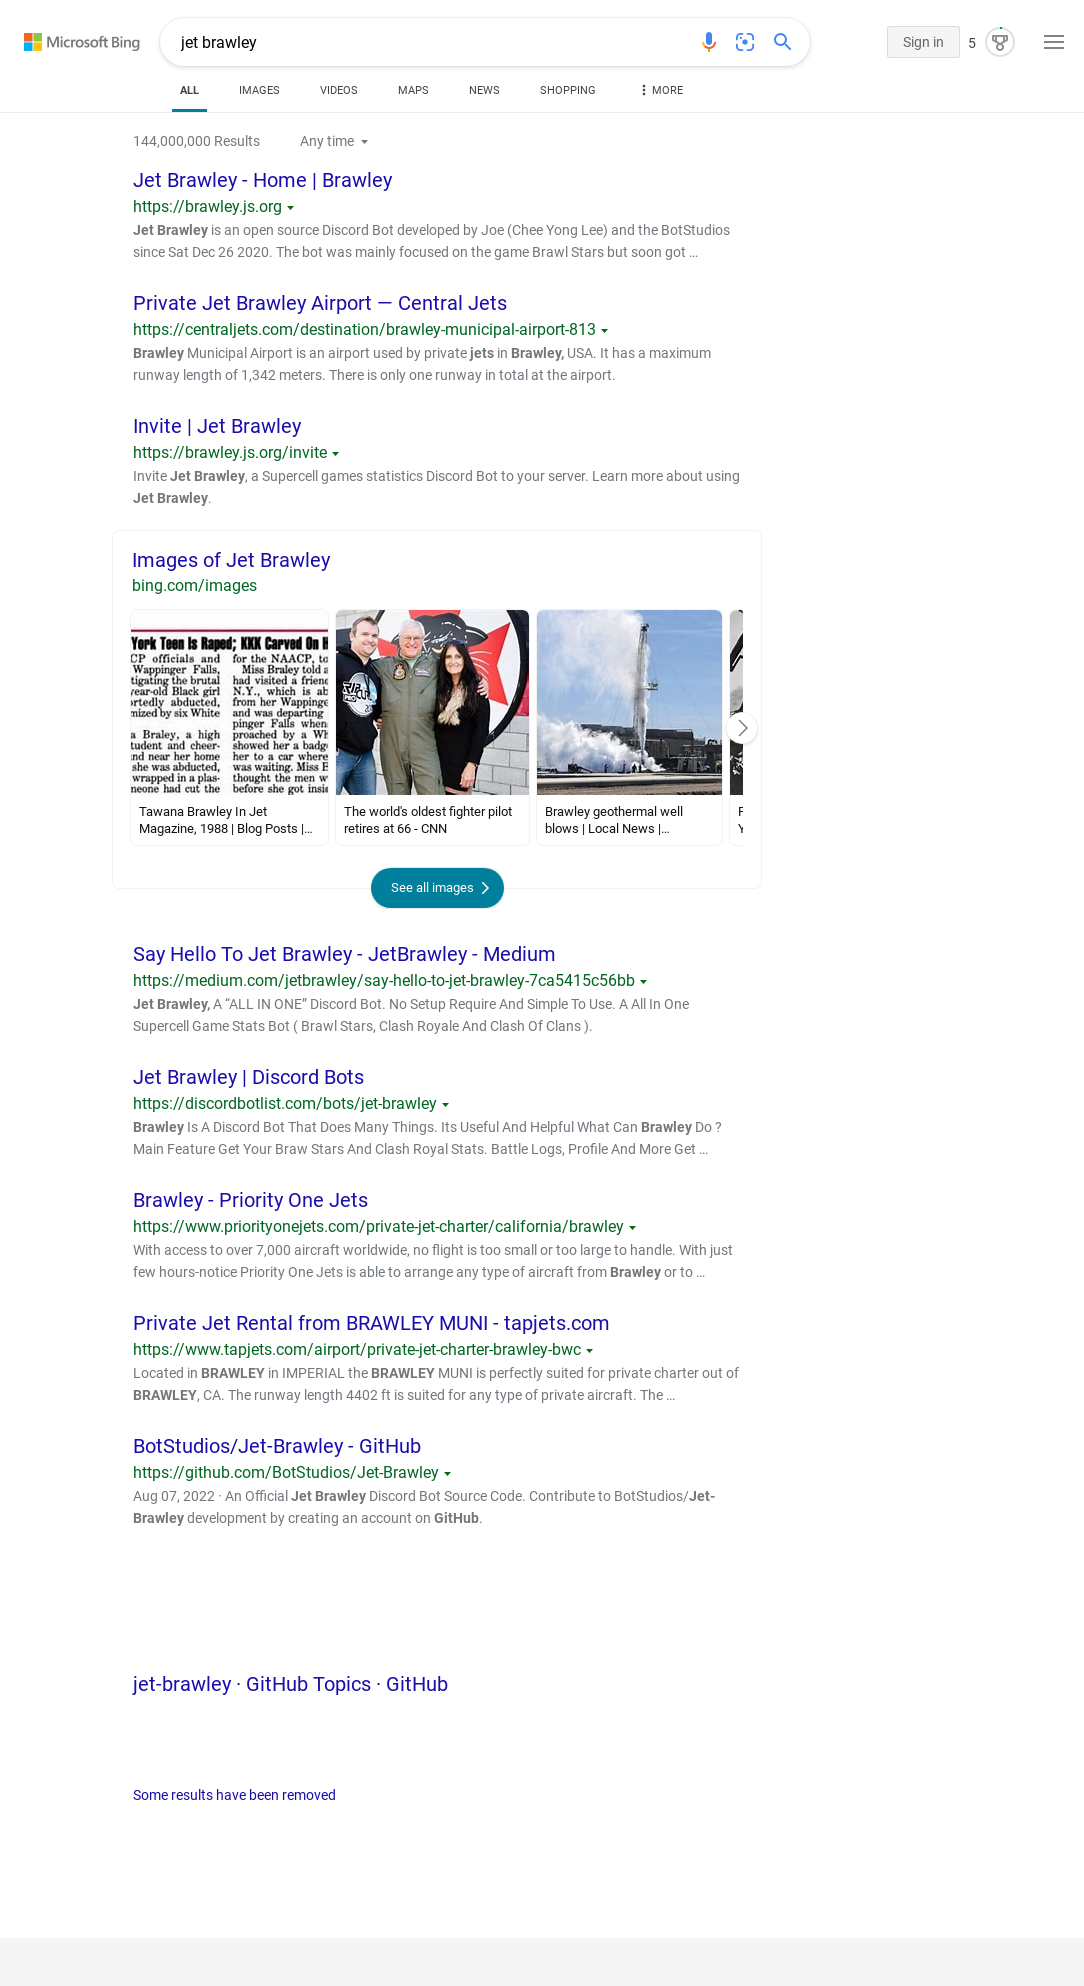 Microsoft Bing
jet brawley
Sign in
5
ALL
IMAGES
VIDEOS
MAPS
NEWS
SHOPPING
MORE
144,000,000 Results
Any time
Jet Brawley - Home | Brawley
https://brawley.js.org
Jet Brawley is an open source Discord Bot developed by Joe (Chee Yong Lee) and the BotStudios
since Sat Dec 26 2020. The bot was mainly focused on the game Brawl Stars but soon got ...
Private Jet Brawley Airport — Central Jets
https://centraljets.com/destination/brawley-municipal-airport-813
Brawley Municipal Airport is an airport used by private jets in Brawley, USA. It has a maximum
runway length of 1,342 meters. There is only one runway in total at the airport.
Invite | Jet Brawley
https://brawley.js.org/invite
Invite Jet Brawley, a Supercell games statistics Discord Bot to your server. Learn more about using
Jet Brawley.
Images of Jet Brawley
bing.com/images
York Teen Is Raped; KKK Carved On H
CP officials and
Wappinger Falls,
tigating the brutal
year-old Black girl
ortedly abducted,
mized by six White
a Braley, a high
tudent and cheer-
nd near her home
she was abducted,
wrapped in a plas-
meone had cut the
for the NAACP, to
Miss Braley told a
had visited a friend
N.Y., which is ab
from her Wappinge
and was departing
pinger Falls when
proached by a Wh
showed her a badge
her to a car where
was waiting. Miss B
thought the men w
before she got insi
RIP CURL
PRO
Tawana Brawley In Jet
Magazine, 1988 | Blog Posts |...
The world's oldest fighter pilot
retires at 66 - CNN
Brawley geothermal well
blows | Local News |...
F
Y
See all images
Say Hello To Jet Brawley - JetBrawley - Medium
https://medium.com/jetbrawley/say-hello-to-jet-brawley-7ca5415c56bb
Jet Brawley, A “ALL IN ONE” Discord Bot. No Setup Require And Simple To Use. A All In One
Supercell Game Stats Bot ( Brawl Stars, Clash Royale And Clash Of Clans ).
Jet Brawley | Discord Bots
https://discordbotlist.com/bots/jet-brawley
Brawley Is A Discord Bot That Does Many Things. Its Useful And Helpful What Can Brawley Do ?
Main Feature Get Your Braw Stars And Clash Royal Stats. Battle Logs, Profile And More Get ...
Brawley - Priority One Jets
https://www.priorityonejets.com/private-jet-charter/california/brawley
With access to over 7,000 aircraft worldwide, no flight is too small or too large to handle. With just
few hours-notice Priority One Jets is able to arrange any type of aircraft from Brawley or to ...
Private Jet Rental from BRAWLEY MUNI - tapjets.com
https://www.tapjets.com/airport/private-jet-charter-brawley-bwc
Located in BRAWLEY in IMPERIAL the BRAWLEY MUNI is perfectly suited for private charter out of
BRAWLEY, CA. The runway length 4402 ft is suited for any type of private aircraft. The ...
BotStudios/Jet-Brawley - GitHub
https://github.com/BotStudios/Jet-Brawley
Aug 07, 2022 · An Official Jet Brawley Discord Bot Source Code. Contribute to BotStudios/Jet-
Brawley development by creating an account on GitHub.
jet-brawley · GitHub Topics · GitHub
Some results have been removed